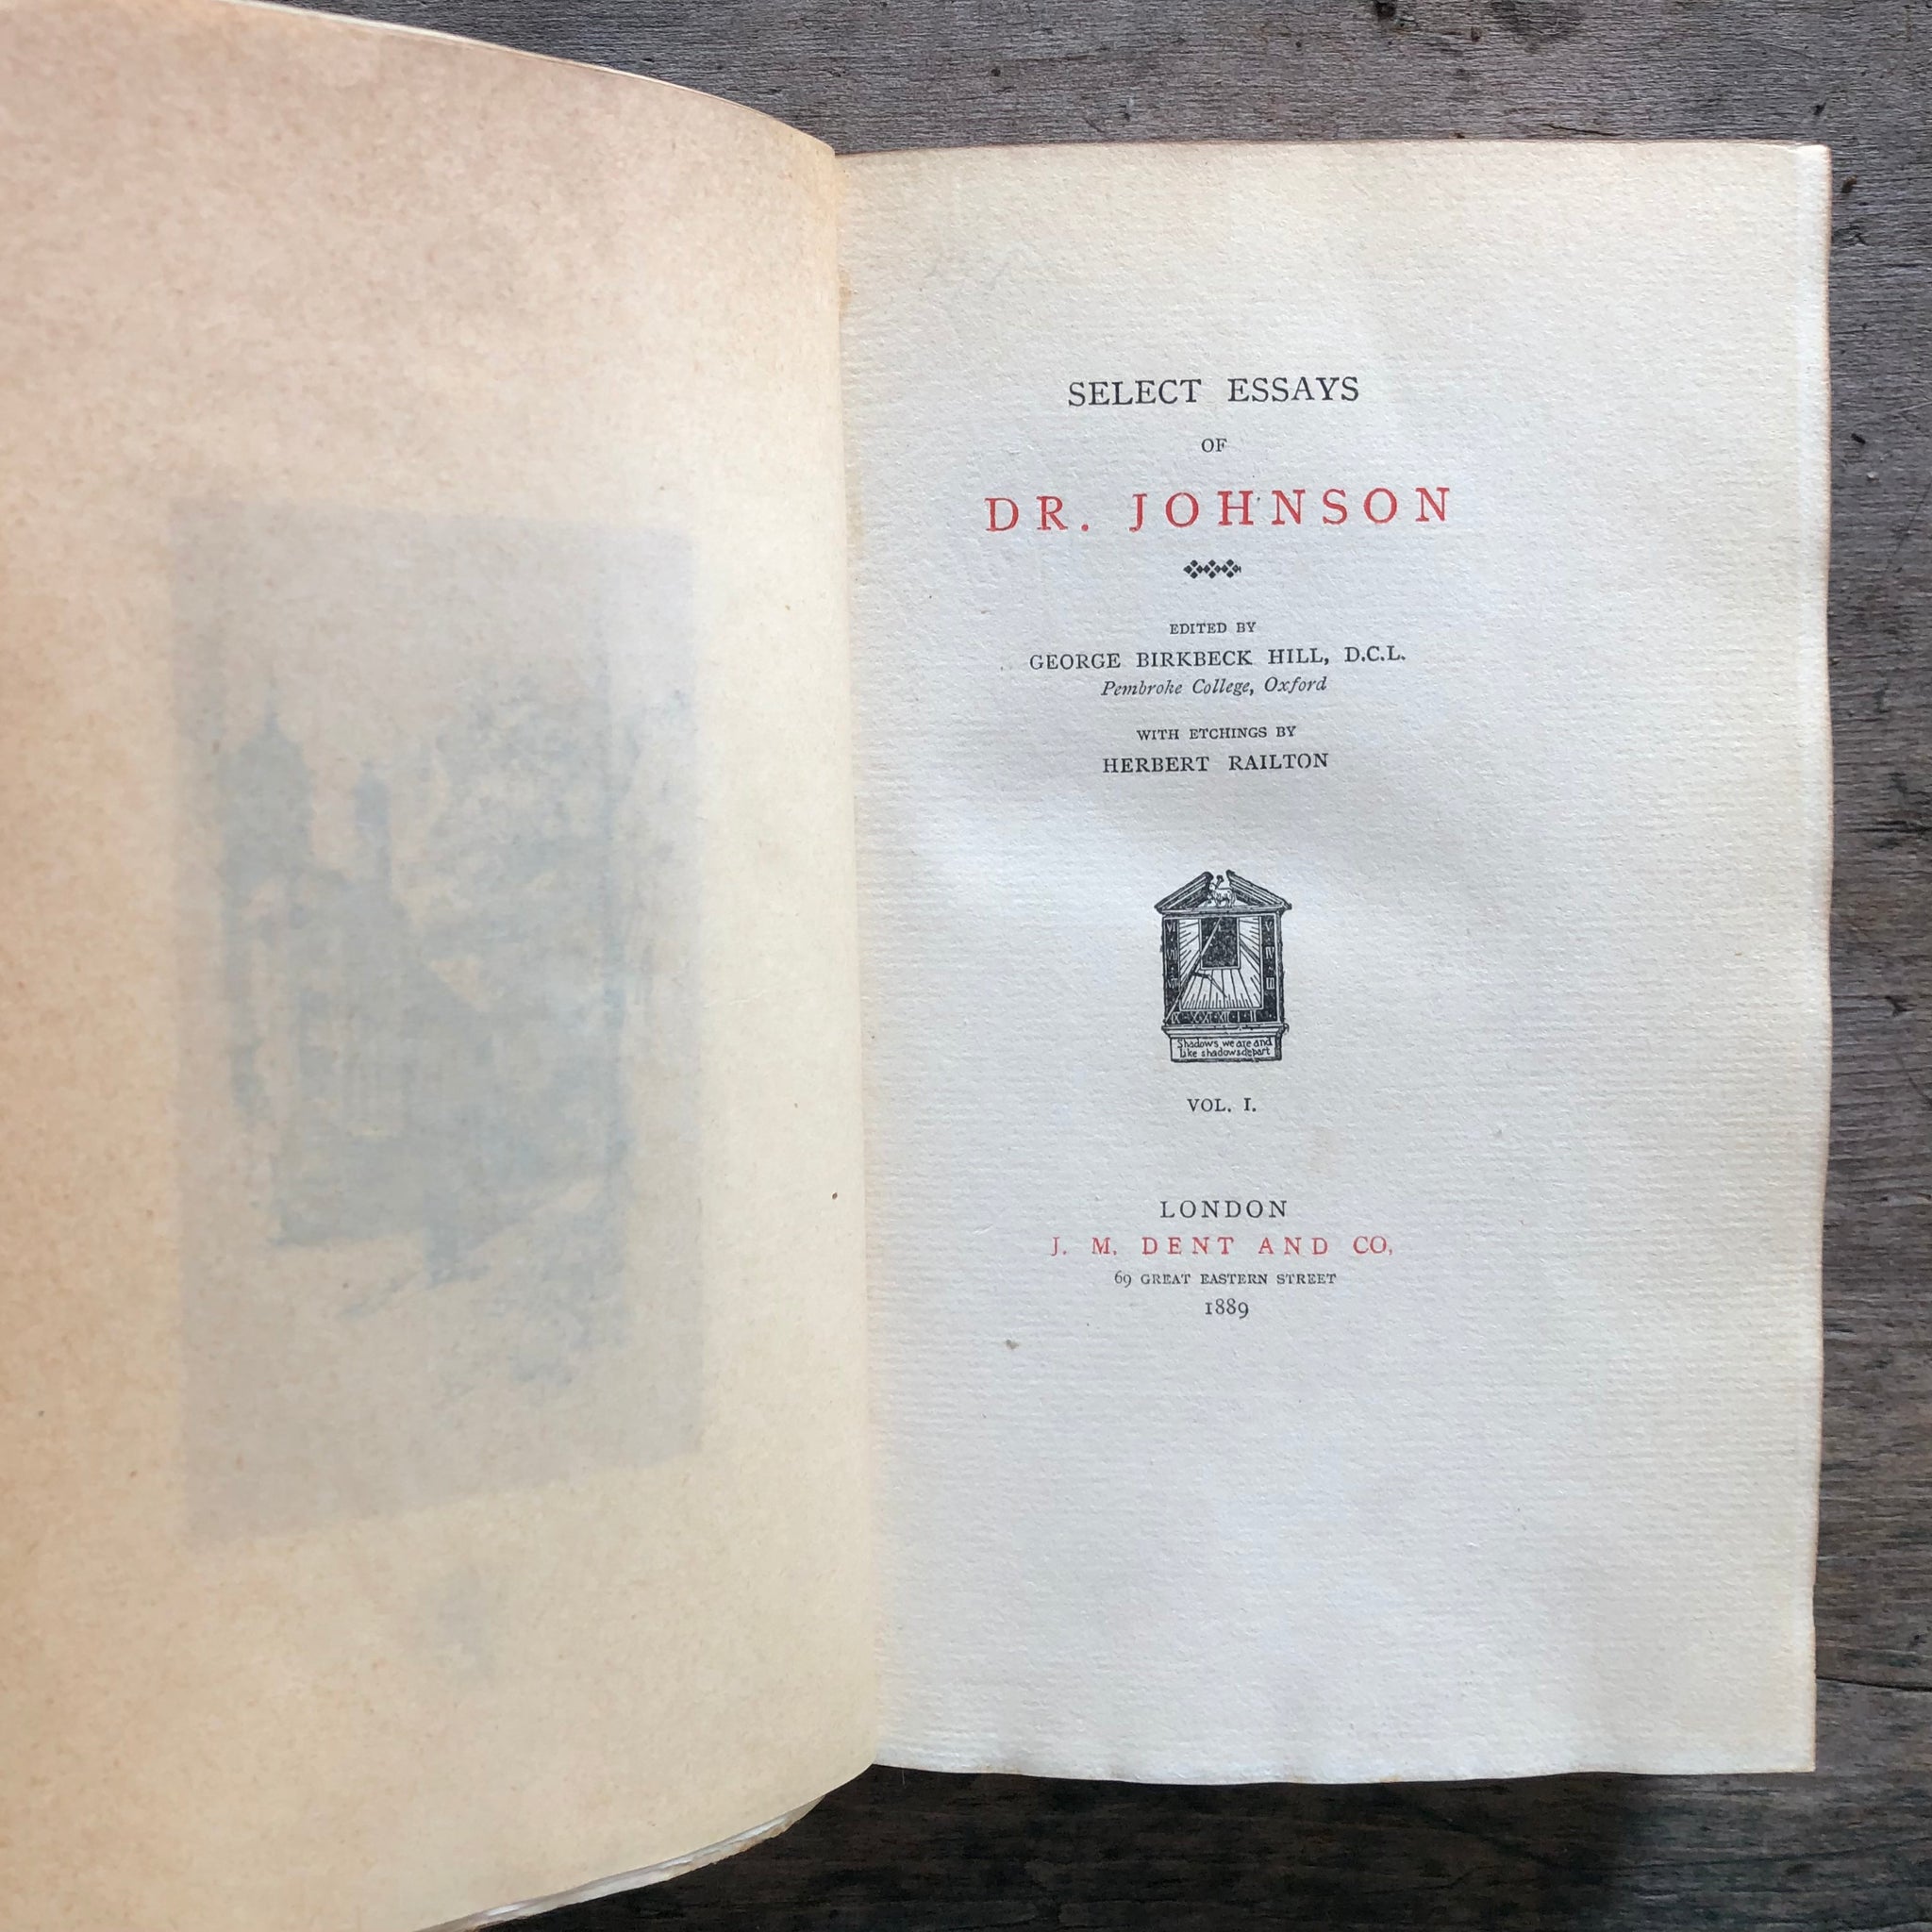 SELECT ESSAYS
OF
DR. JOHNSON
EDITED BY
GEORGE BIRKBECK HILL, D.C.L.
Pembroke College, Oxford
WITH ETCHINGS BY
HERBERT RAILTON
Shadows we are and
like shadows depart
VOL. I.
LONDON
J. M. DENT AND CO.
69 GREAT EASTERN STREET
1889